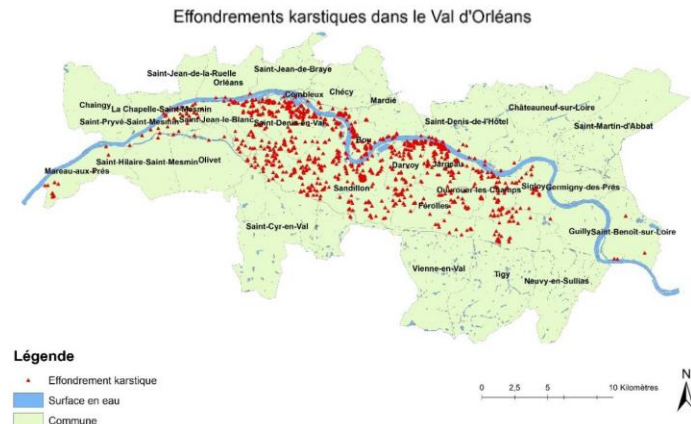 Effondrements karstiques dans le Val d'Orléans
Saint-Jean-de-Braye
Saint-Jean-de-la-Ruelle
Orléans
Chécy
Combleux
Mardié
Chaingy
La Chapelle-Saint-Mesmin
Châteauneuf-sur-Loire
Saint-Pryvé-Saint-Mesmin
Saint-Jean-le-Blanc
Saint-Denis-en-Val
Saint-Denis-de-l'Hôtel
Saint-Martin-d'Abbat
Bou
Saint-Hilaire-Saint-Mesmin
Olivet
Darvoy
Jargeau
Mareau-aux-Prés
Sandillon
Ouvrouer-les-Champs
Sigloy
Germigny-des-Prés
Férolles
Saint-Cyr-en-Val
Guilly
Saint-Benoît-sur-Loire
Vienne-en-Val
Tigy
Neuvy-en-Sullias
Légende
Effondrement karstique
Surface en eau
Commune
0 2,5 5 10 Kilomètres
N